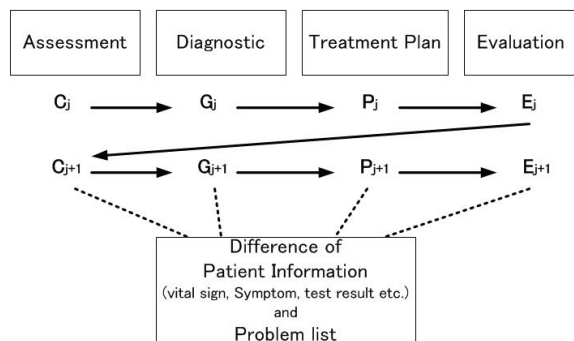 Assessment Diagnostic Treatment Plan Evaluation
Cj Gj Pj Ej
Cj+1 Gj+1 Pj+1 Ej+1
Difference of
Patient Information
(vital sign, Symptom, test result etc.)
and
Problem list